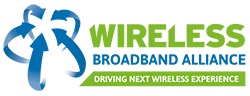 WIRELESS
BROADBAND ALLIANCE
DRIVING NEXT WIRELESS EXPERIENCE